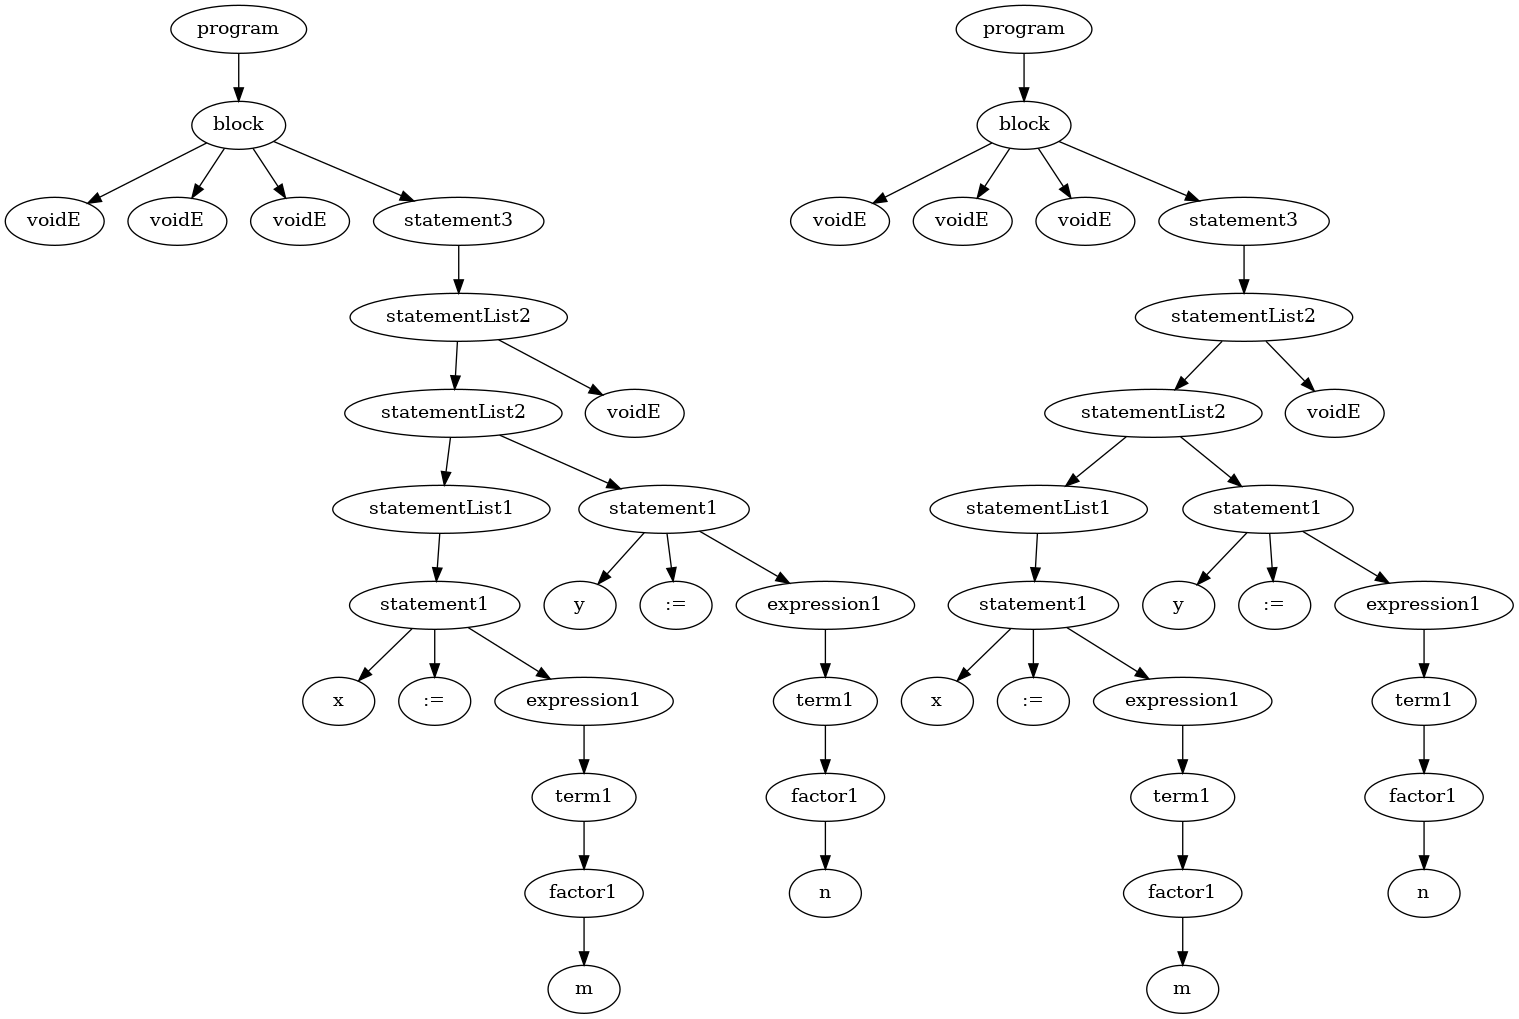 program program
block block
voidE voidE voidE statement3 voidE voidE voidE statement3
statementList2 statementList2
statementList2 voidE statementList2 voidE
statementList1 statement1 statementList1 statement1
statement1 y := expression1 statement1 y := expression1
x := expression1 term1 x := expression1 term1
term1 factor1 term1 factor1
factor1 n factor1 n
m m